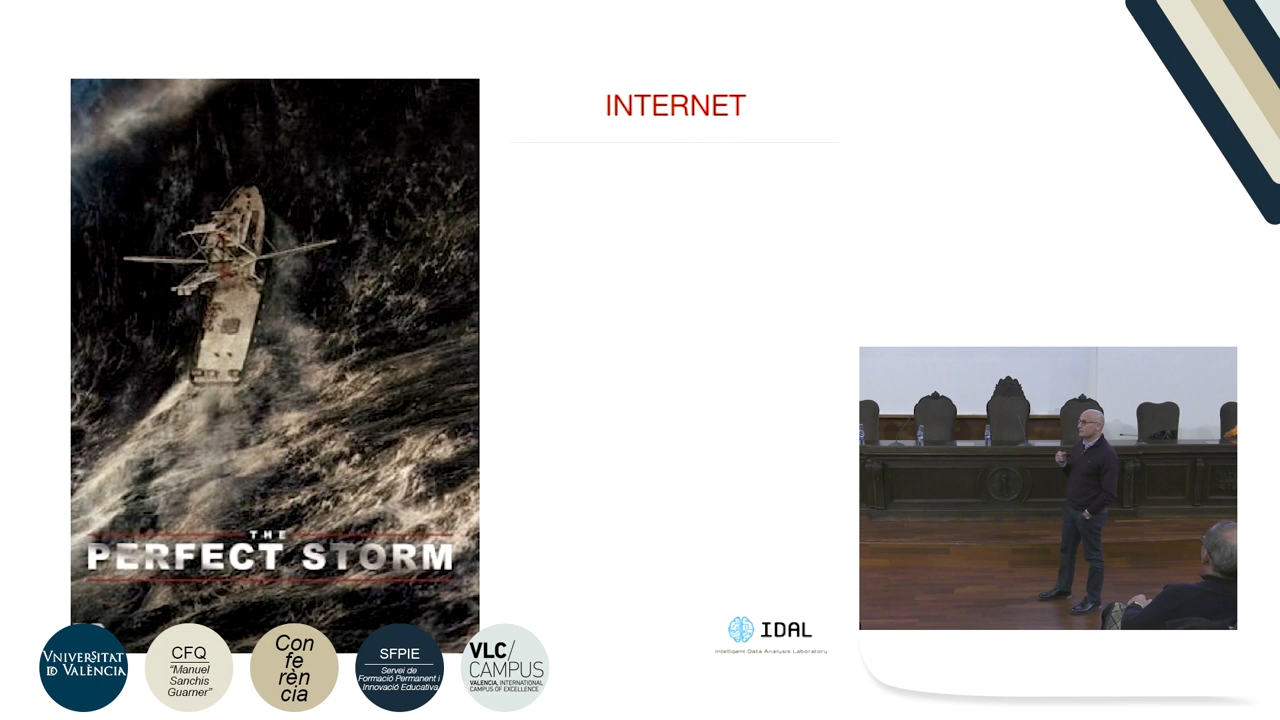 INTERNET
THE
PERFECT STORM
VNIVERSITAT
ID VALÈNCIA
CFQ
"Manuel
Sanchis
Guarner"
Con
fe
rèn
cia
SFPIE
Servei de
Formació Permanent i
Innovació Educativa
VLC/
CAMPUS
VALENCIA, INTERNATIONAL
CAMPUS OF EXCELLENCE
IDAL
Intelligent Data Analysis Laboratory